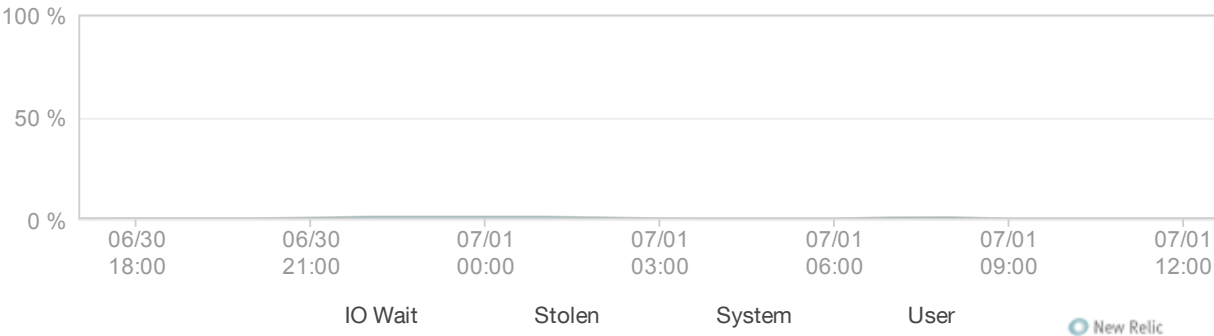 100 %
50 %
0 %
06/30 06/30 07/01 07/01 07/01 07/01 07/01
18:00 21:00 00:00 03:00 06:00 09:00 12:00
IO Wait Stolen System User
New Relic